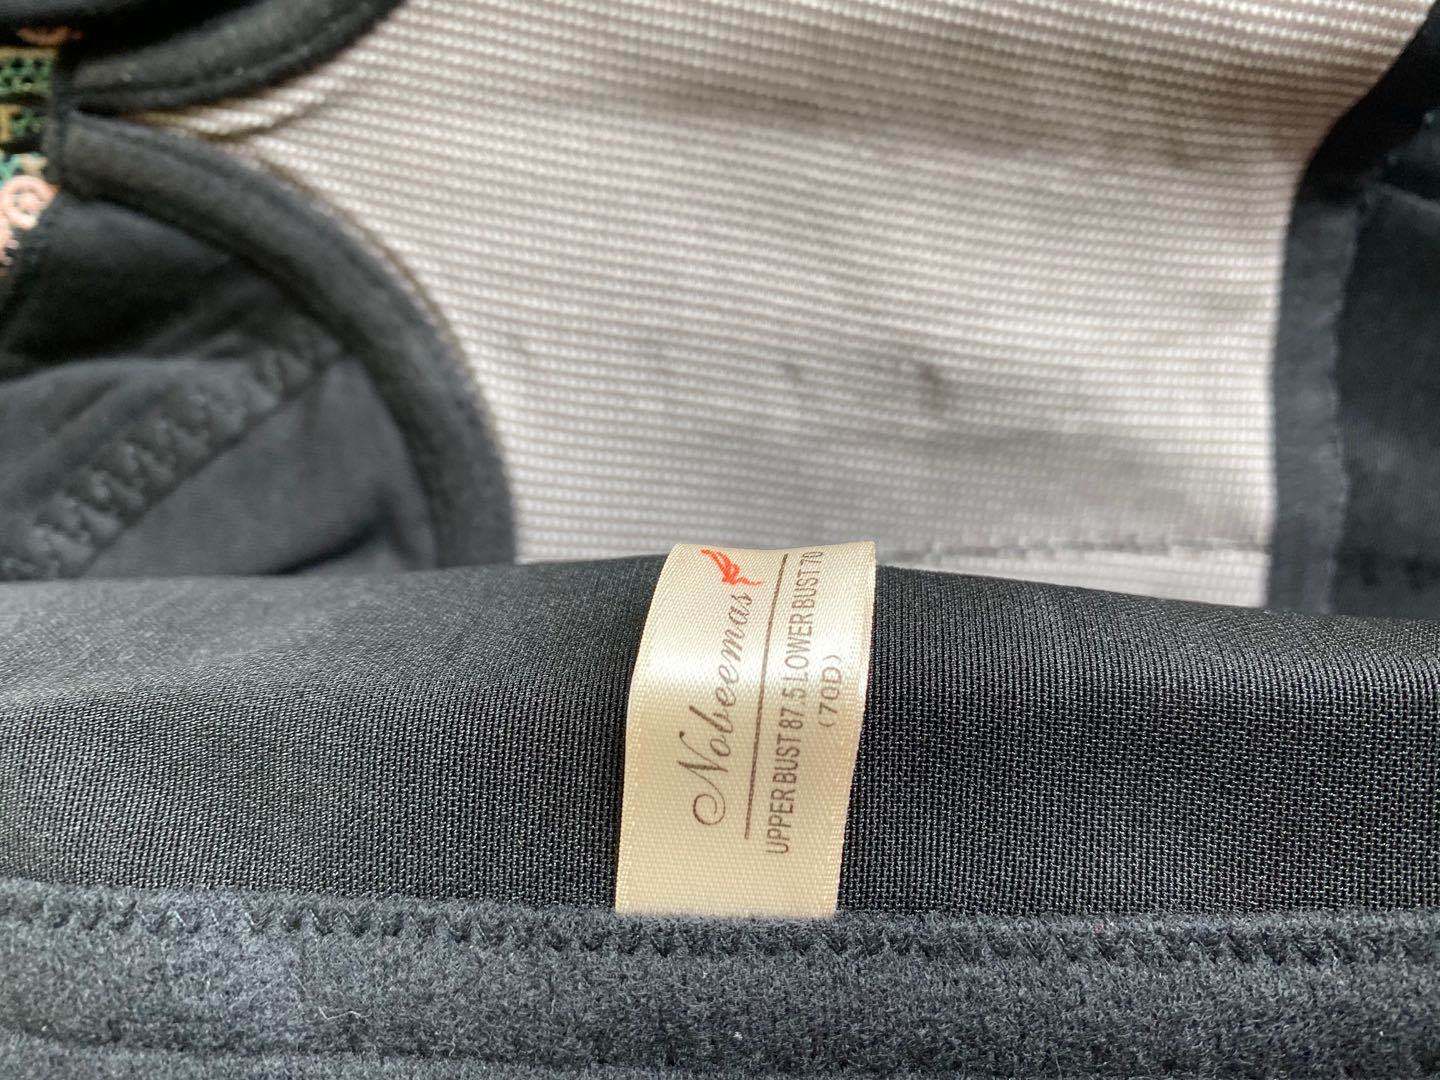 Nobeemas
UPPER BUST 87.5 LOWER BUST 70
(70D)